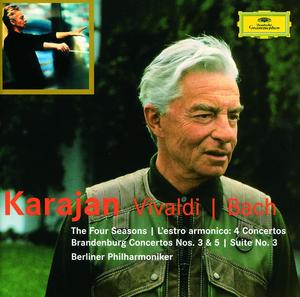 Deutsche
Grammophon
Karajan Vivaldi | Bach
The Four Seasons | L'estro armonico: 4 Concertos
Brandenburg Concertos Nos. 3 & 5 | Suite No. 3
Berliner Philharmoniker